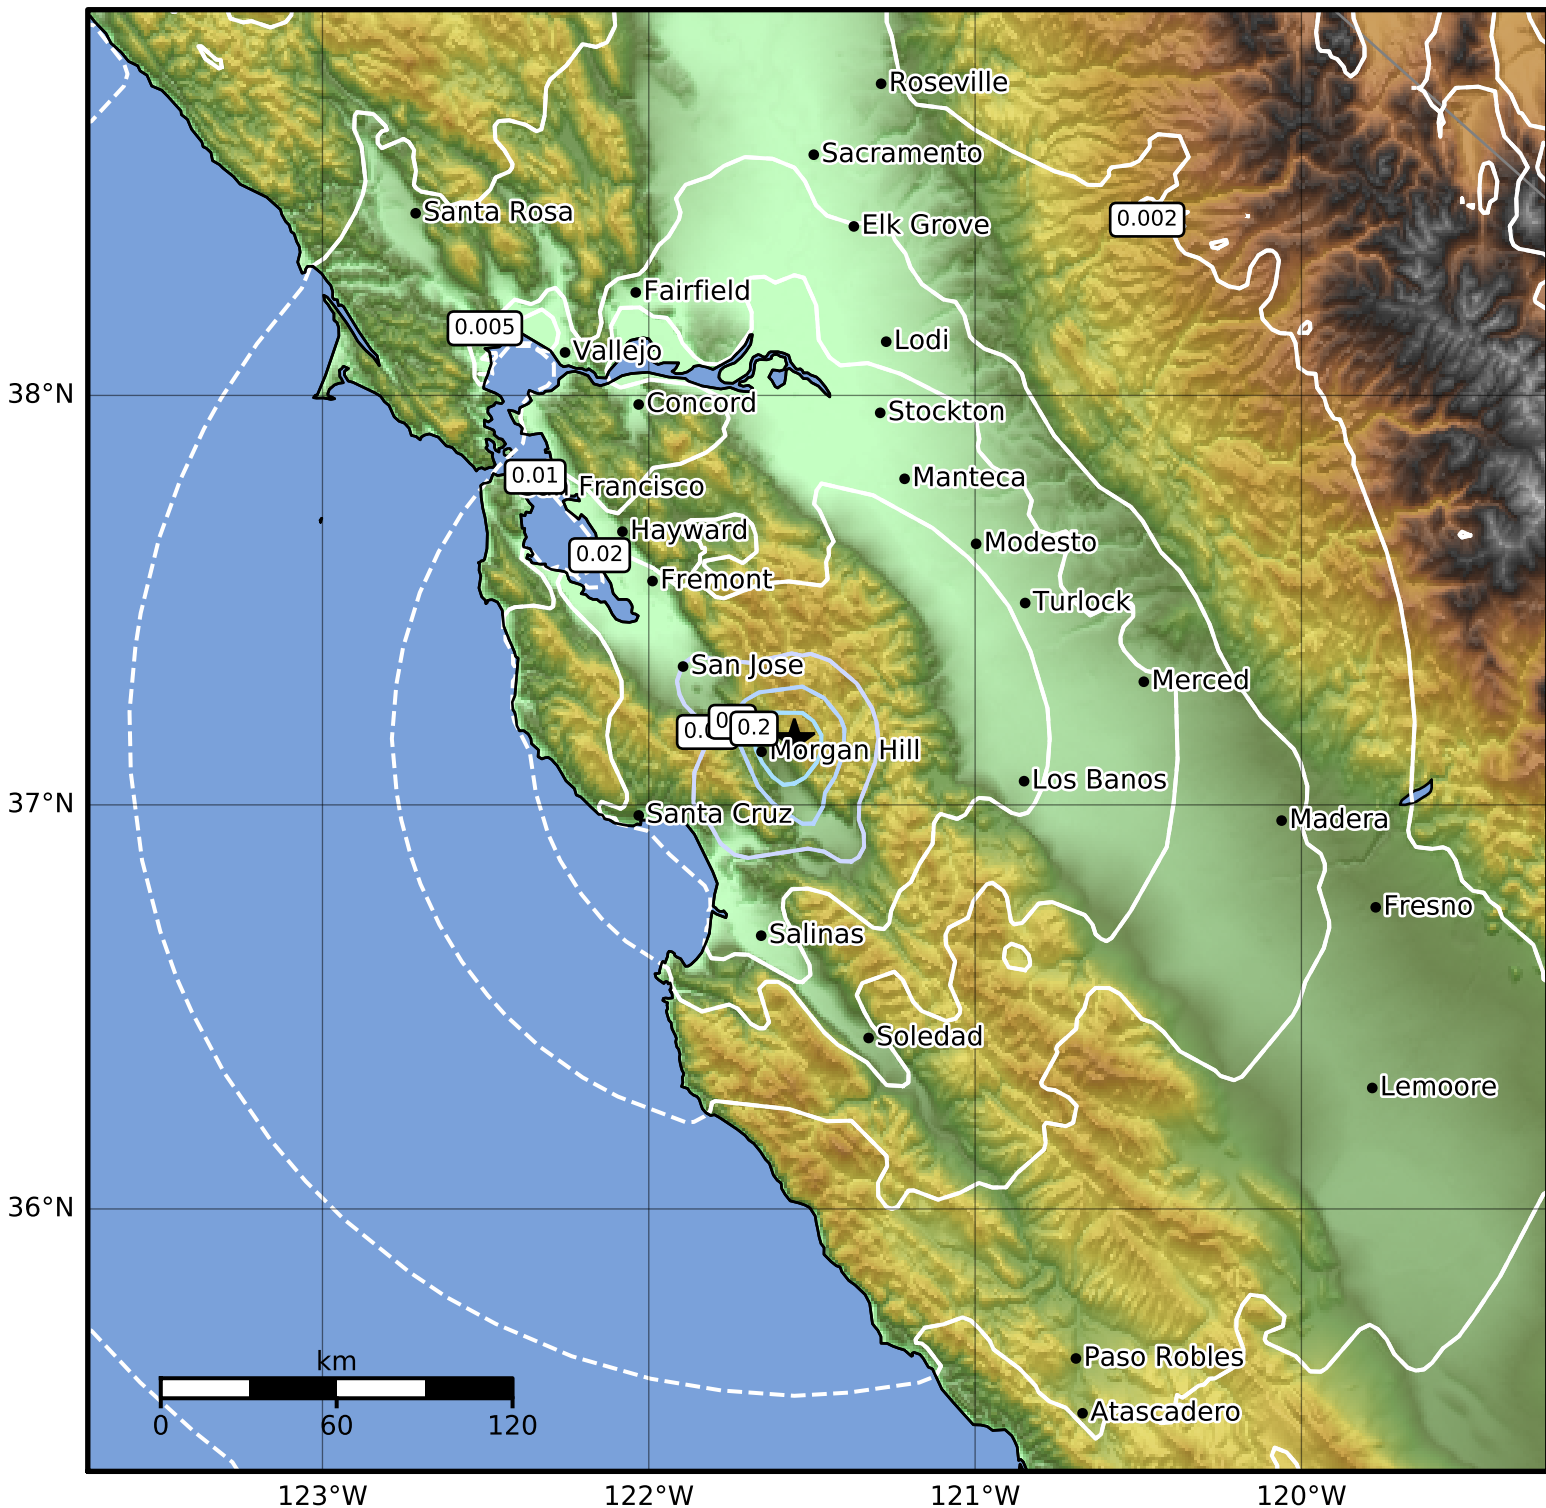 Roseville
Sacramento
Santa Rosa
0.002
Elk Grove
Fairfield
0.005
Lodi
Vallejo
38°N
Concord
Stockton
0.01
Manteca
Francisco
Hayward
Modesto
0.02
Fremont
Turlock
San Jose
Merced
0.2
Morgan Hill
Los Banos
37°N
Santa Cruz
Madera
Fresno
Salinas
Soledad
Lemoore
36°N
km
Paso Robles
0 60 120
Atascadero
123°W 122°W 121°W 120°W